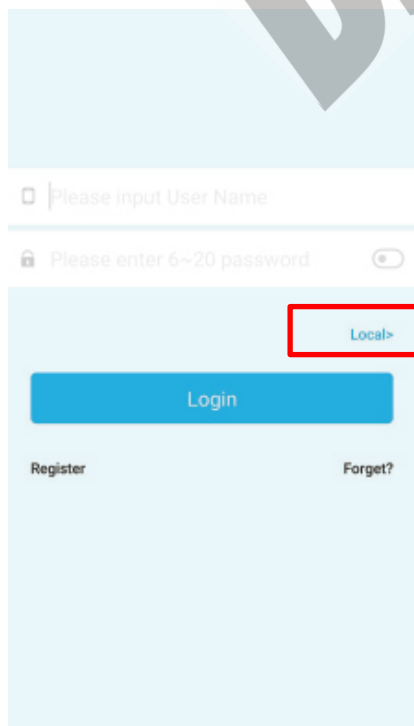 Please input User Name
Please enter 6~20 password
Local>
Login
Register
Forget?